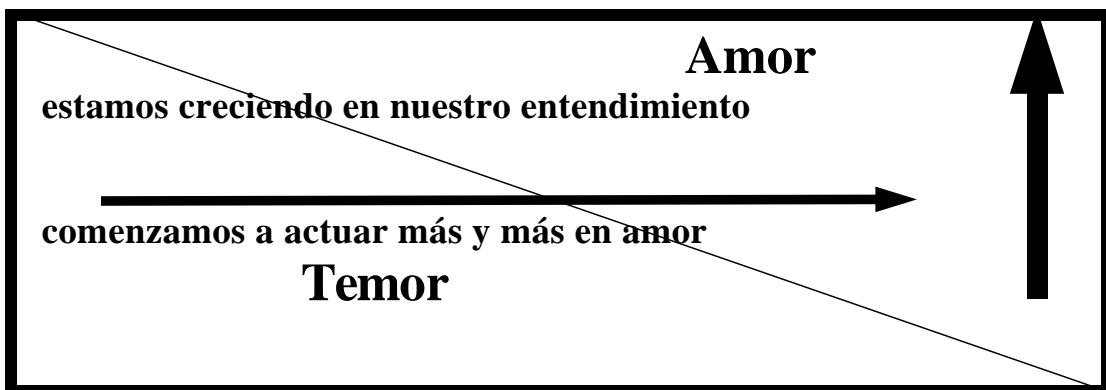 Amor
estamos creciendo en nuestro entendimiento
comenzamos a actuar más y más en amor
Temor